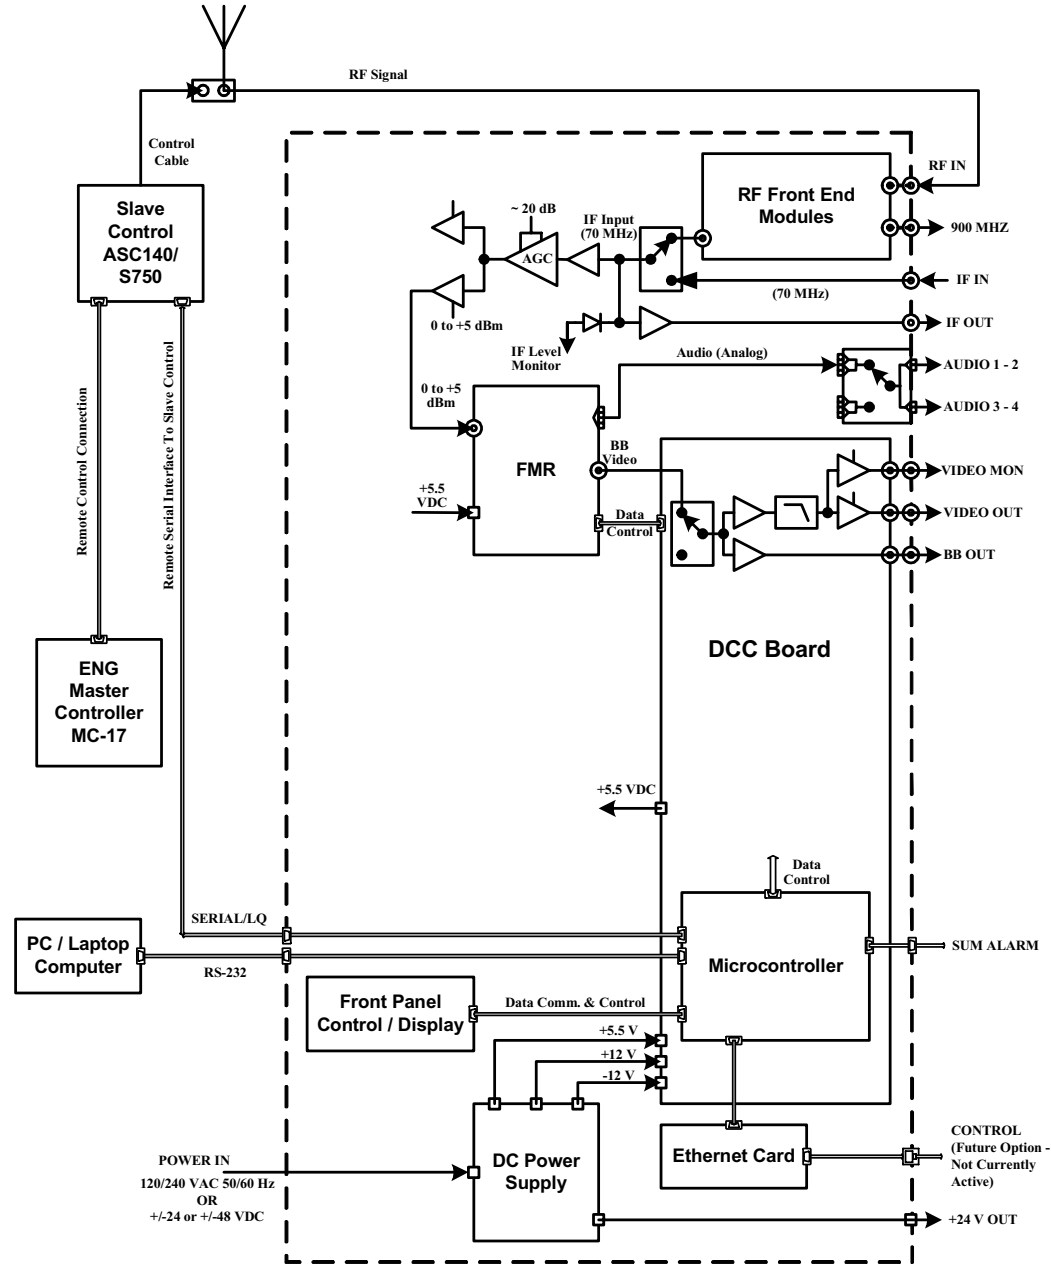 RF Signal
Control
Cable
RF IN
RF Front End
Modules
Slave
Control
ASC140/
S750
~ 20 dB
IF Input
(70 MHz)
900 MHZ
AGC
IF IN
(70 MHz)
0 to +5 dBm
IF OUT
IF Level
Monitor
Audio (Analog)
AUDIO 1 - 2
0 to +5
dBm
AUDIO 3 - 4
Remote Control Connection
Remote Serial Interface To Slave Control
FMR
BB
Video
VIDEO MON
+5.5
VDC
Data
Control
VIDEO OUT
BB OUT
DCC Board
ENG
Master
Controller
MC-17
+5.5 VDC
Data
Control
SERIAL/LQ
PC / Laptop
Computer
RS-232
Microcontroller
SUM ALARM
Front Panel
Control / Display
Data Comm. & Control
+5.5 V
+12 V
-12 V
POWER IN
120/240 VAC 50/60 Hz
OR
+/-24 or +/-48 VDC
DC Power
Supply
Ethernet Card
CONTROL
(Future Option -
Not Currently
Active)
+24 V OUT